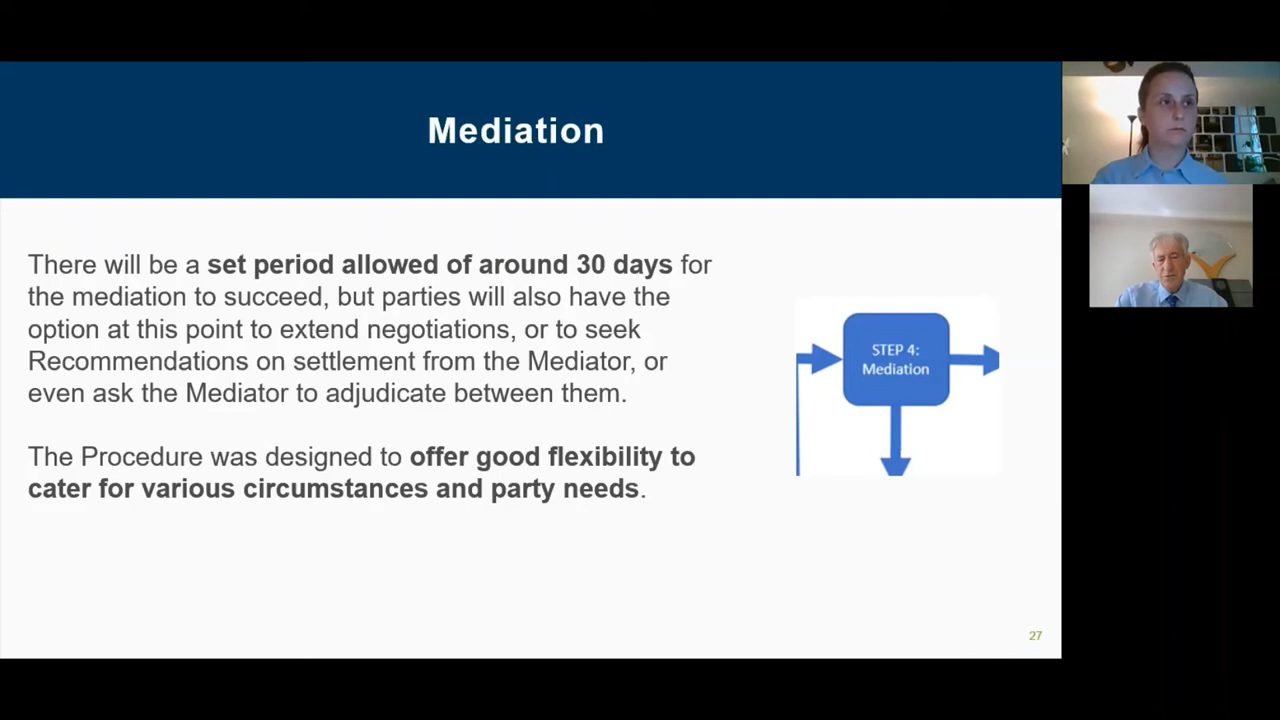 Mediation
There will be a set period allowed of around 30 days for
the mediation to succeed, but parties will also have the
option at this point to extend negotiations, or to seek
Recommendations on settlement from the Mediator, or
even ask the Mediator to adjudicate between them.
The Procedure was designed to offer good flexibility to
cater for various circumstances and party needs.
STEP 4:
Mediation
27